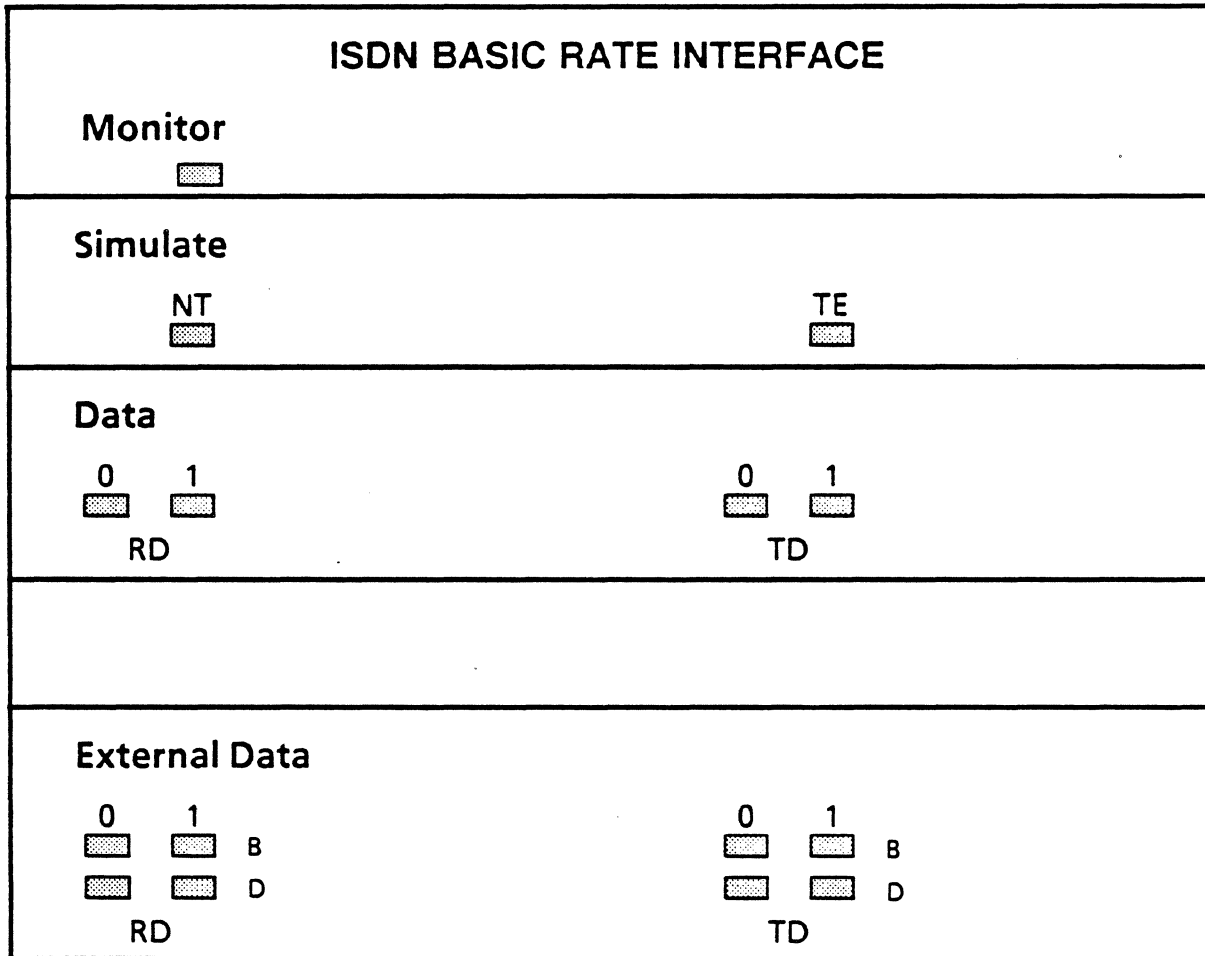 ISDN BASIC RATE INTERFACE
Monitor
Simulate
NT TE
Data
0 1 0 1
RD TD
External Data
0 1 0 1
B B
D D
RD TD